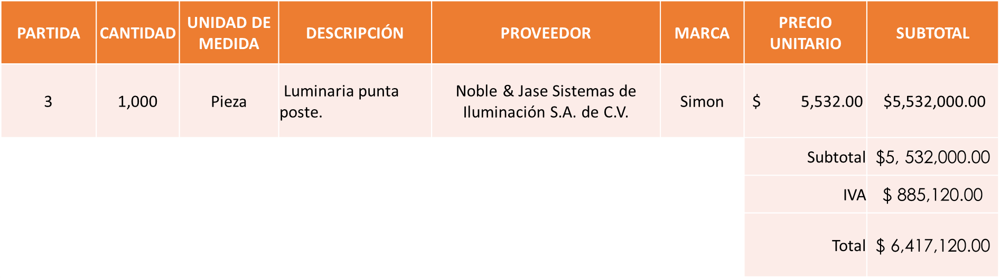 PARTIDA CANTIDAD UNIDAD DE MEDIDA DESCRIPCIÓN PROVEEDOR MARCA PRECIO UNITARIO SUBTOTAL
3 1,000 Pieza Luminaria punta poste. Noble & Jase Sistemas de Iluminación S.A. de C.V. Simon $ 5,532.00 $5,532,000.00
Subtotal $5, 532,000.00
IVA $ 885,120.00
Total $ 6,417,120.00